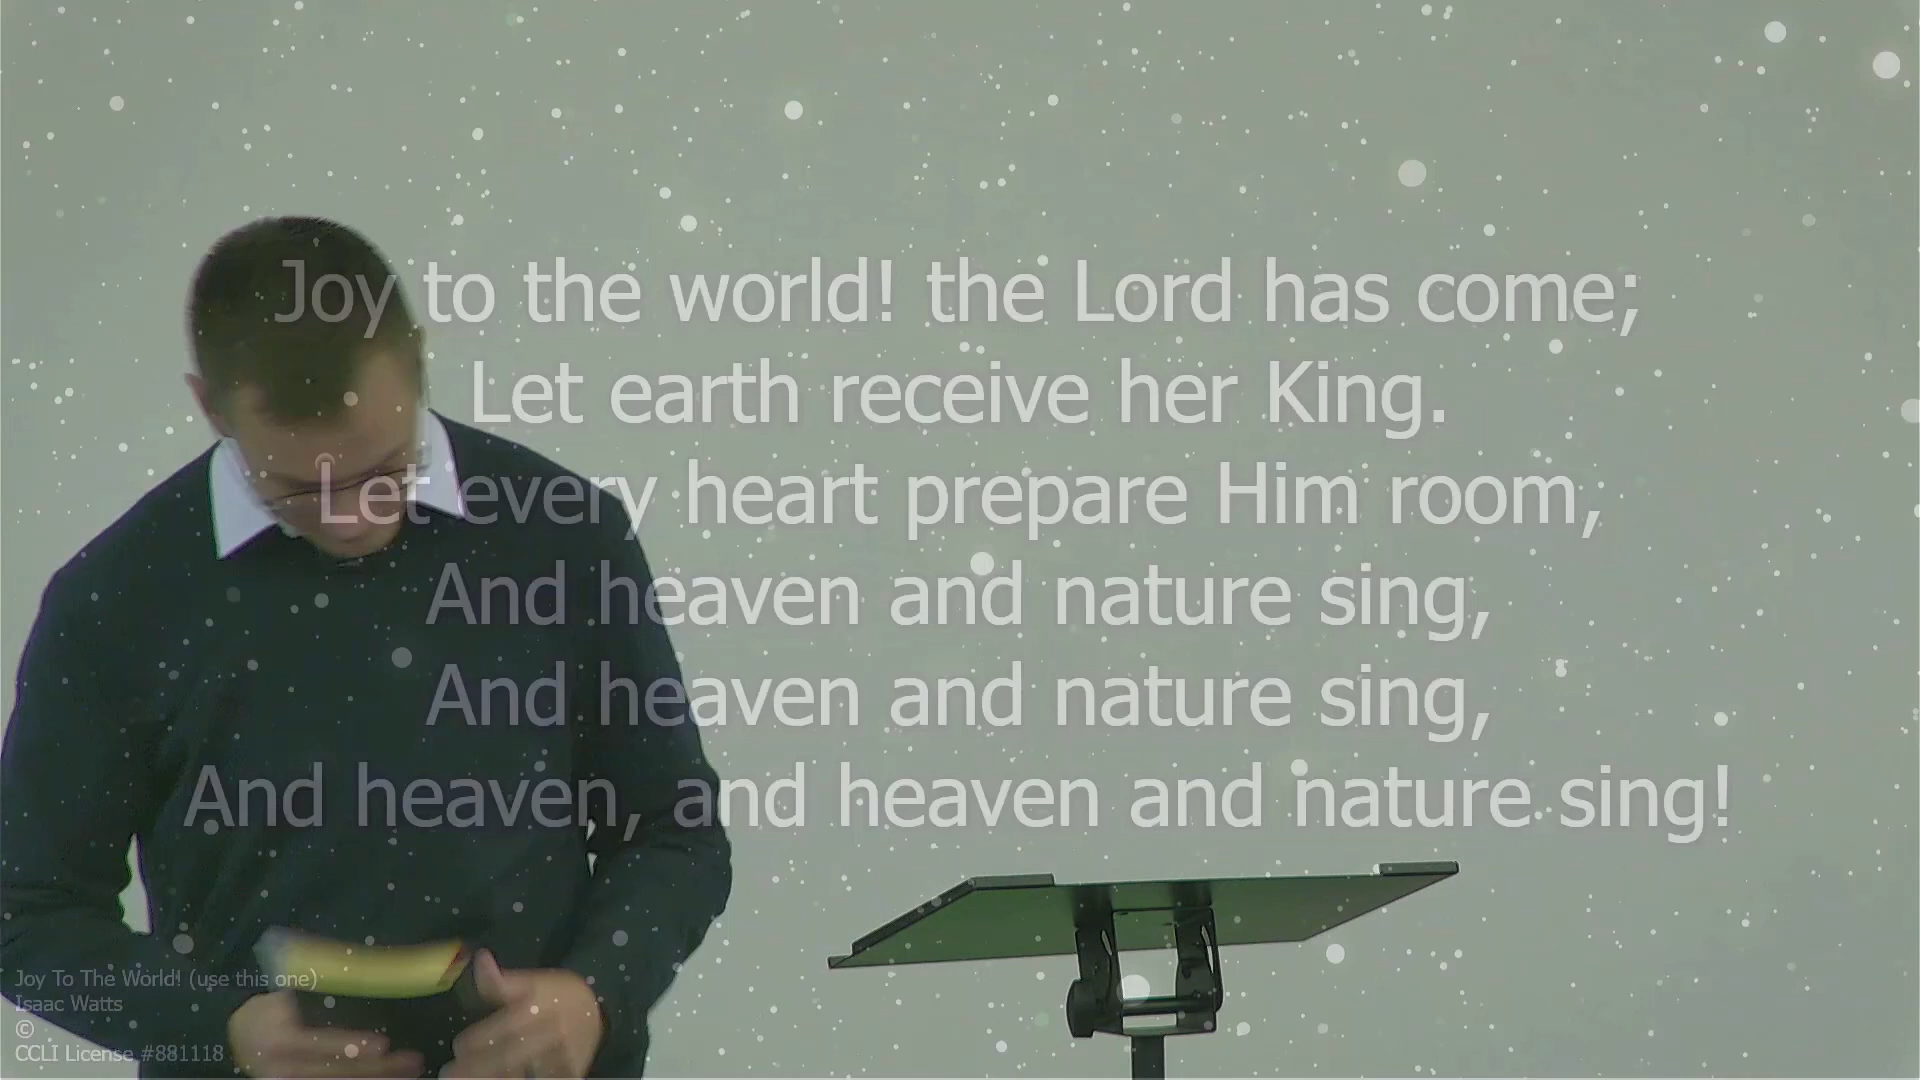 Joy to the world! the Lord has come;
Let earth receive her King.
Let every heart prepare Him room,
And heaven and nature sing,
And heaven and nature sing,
And heaven, and heaven and nature sing!
Joy To The World! (use this one)
Isaac Watts
©
CCLI License #881118